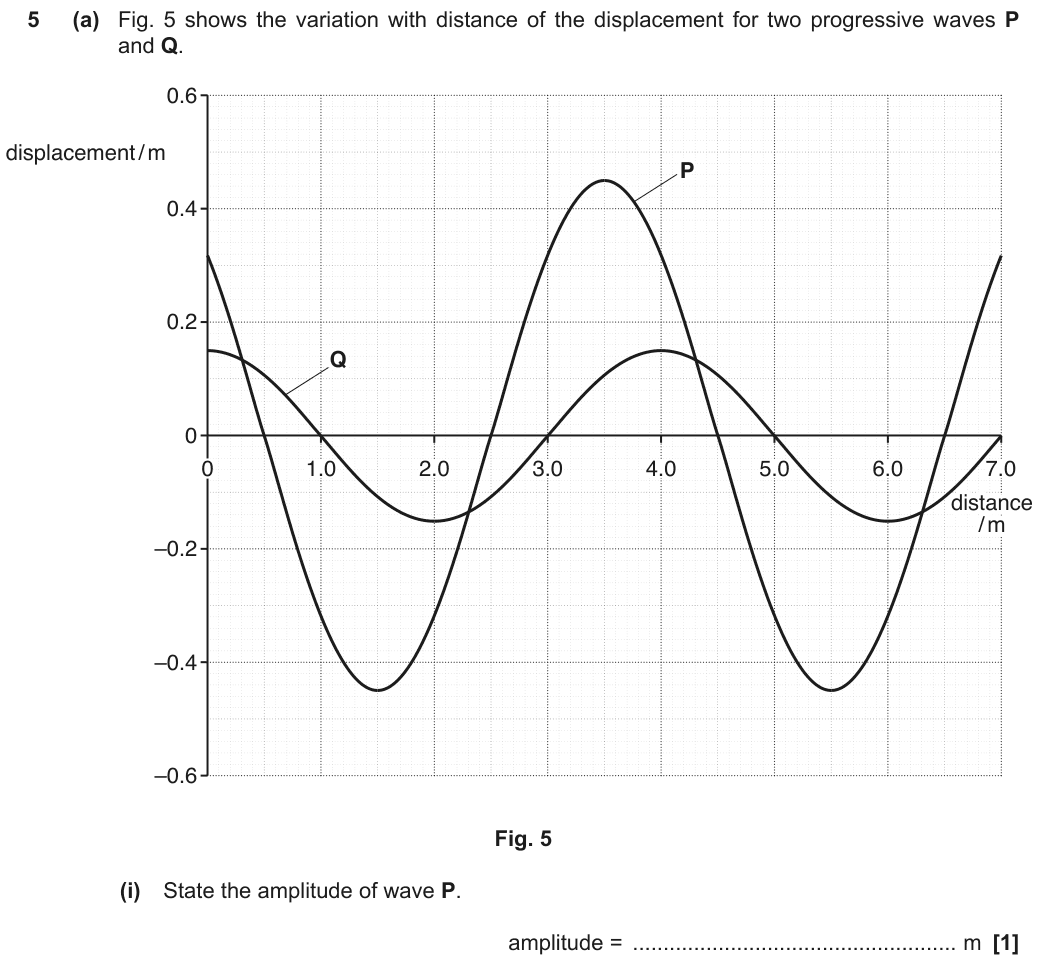 5 (a) Fig. 5 shows the variation with distance of the displacement for two progressive waves P
and Q.
0.6
displacement / m
P
0.4
0.2
Q
0
0 1.0 2.0 3.0 4.0 5.0 6.0 7.0
distance
/ m
–0.2
–0.4
–0.6
Fig. 5
(i) State the amplitude of wave P.
amplitude = ..................................................... m [1]